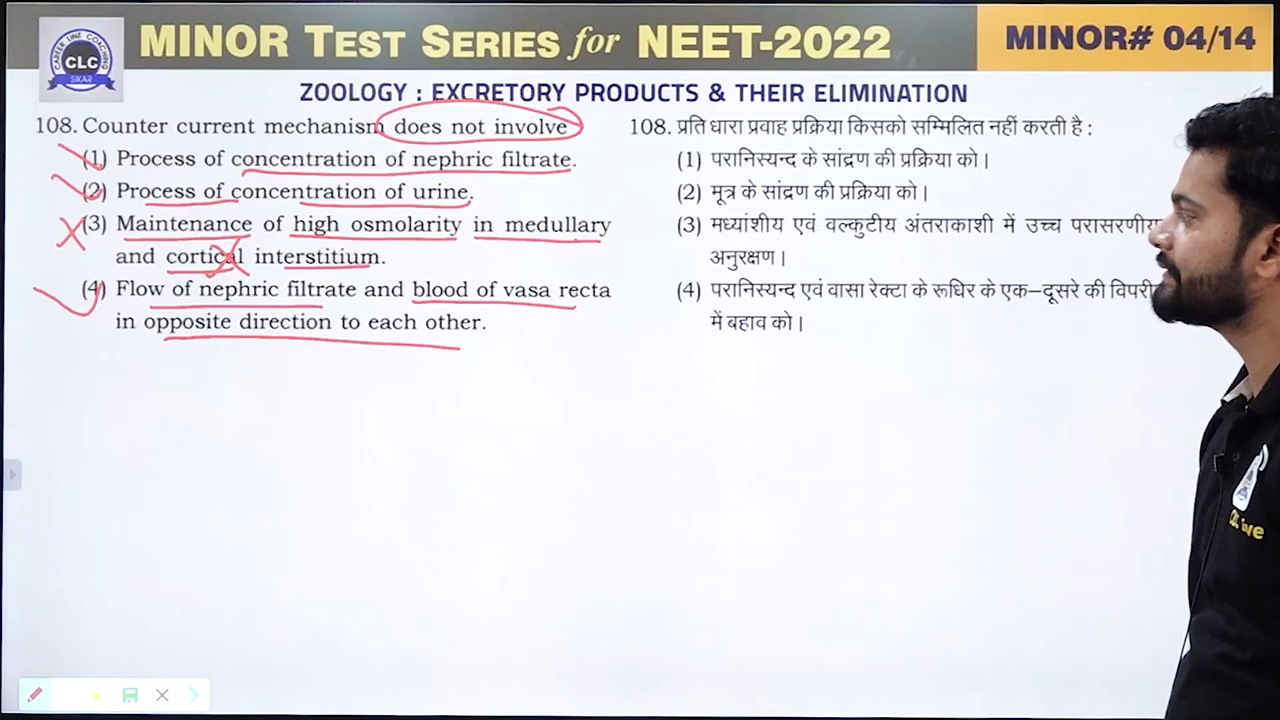 CAREER LINE COACHING
CLC
SIKAR
MINOR TEST SERIES for NEET-2022
MINOR# 04/14
ZOOLOGY : EXCRETORY PRODUCTS & THEIR ELIMINATION
108. Counter current mechanism does not involve
(1) Process of concentration of nephric filtrate.
(2) Process of concentration of urine.
(3) Maintenance of high osmolarity in medullary
and cortical interstitium.
(4) Flow of nephric filtrate and blood of vasa recta
in opposite direction to each other.
108. प्रति धारा प्रवाह प्रक्रिया किसको सम्मिलित नहीं करती है :
(1) परानिस्यन्द के सांद्रण की प्रक्रिया को।
(2) मूत्र के सांद्रण की प्रक्रिया को।
(3) मध्यांशीय एवं वल्कुटीय अंतराकाशी में उच्च
अनुरक्षण।
(4) परानिस्यन्द एवं वासा रेक्टा के रूधिर के एक–दूसरे की
में बहाव को।